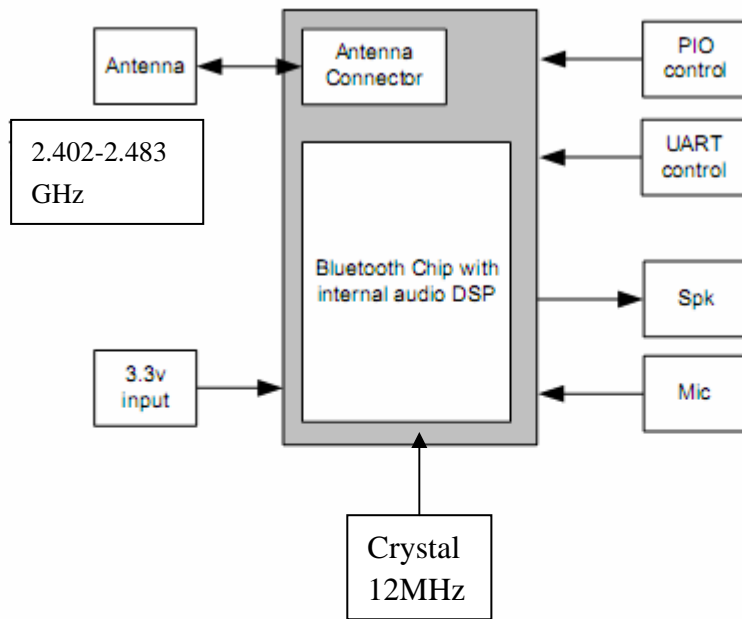 Antenna
Antenna
Connector
PIO
control
2.402-2.483
GHz
UART
control
Bluetooth Chip with
internal audio DSP
Spk
3.3v
input
Mic
Crystal
12MHz